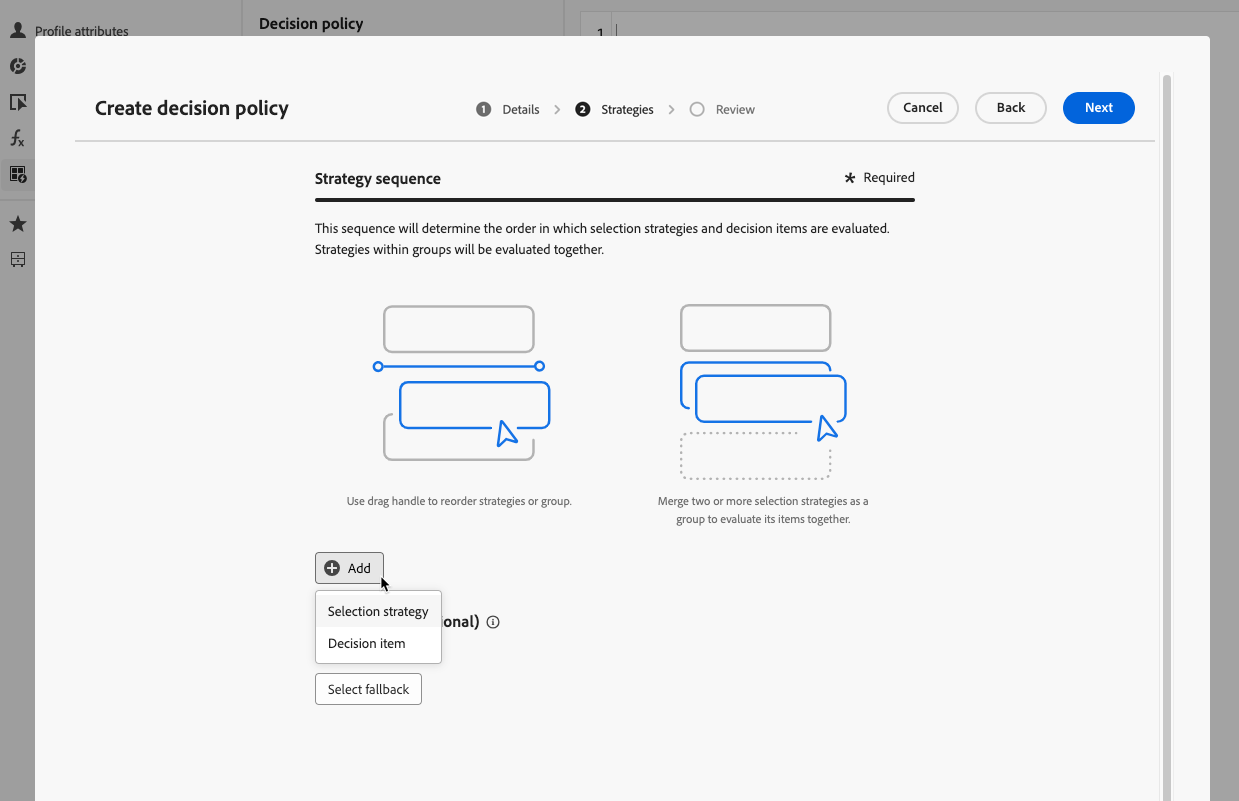 Profile attributes
Decision policy
1
Create decision policy
1 Details
2 Strategies
Review
Cancel
Back
Next
Strategy sequence
* Required
This sequence will determine the order in which selection strategies and decision items are evaluated.
Strategies within groups will be evaluated together.
Use drag handle to reorder strategies or group.
Merge two or more selection strategies as a
group to evaluate its items together.
Add
Selection strategy
Decision item
ional)
Select fallback